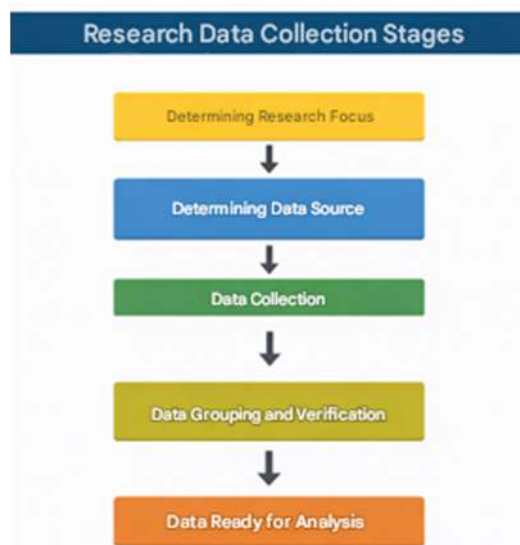 Research Data Collection Stages
Determining Research Focus
Determining Data Source
Data Collection
Data Grouping and Verification
Data Ready for Analysis